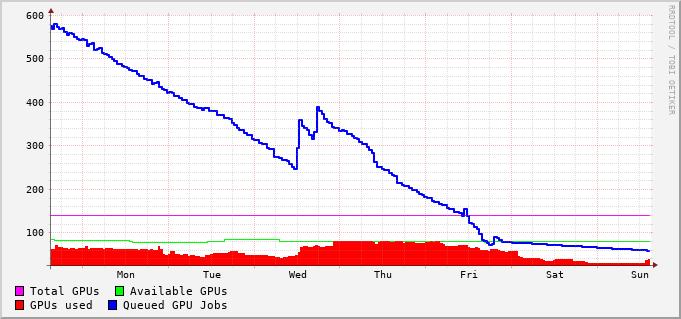 600
500
400
300
200
100
Mon Tue Wed Thu Fri Sat Sun
Total GPUs Available GPUs
GPUs used Queued GPU Jobs
RRDTOOL / TOBI OETIKER